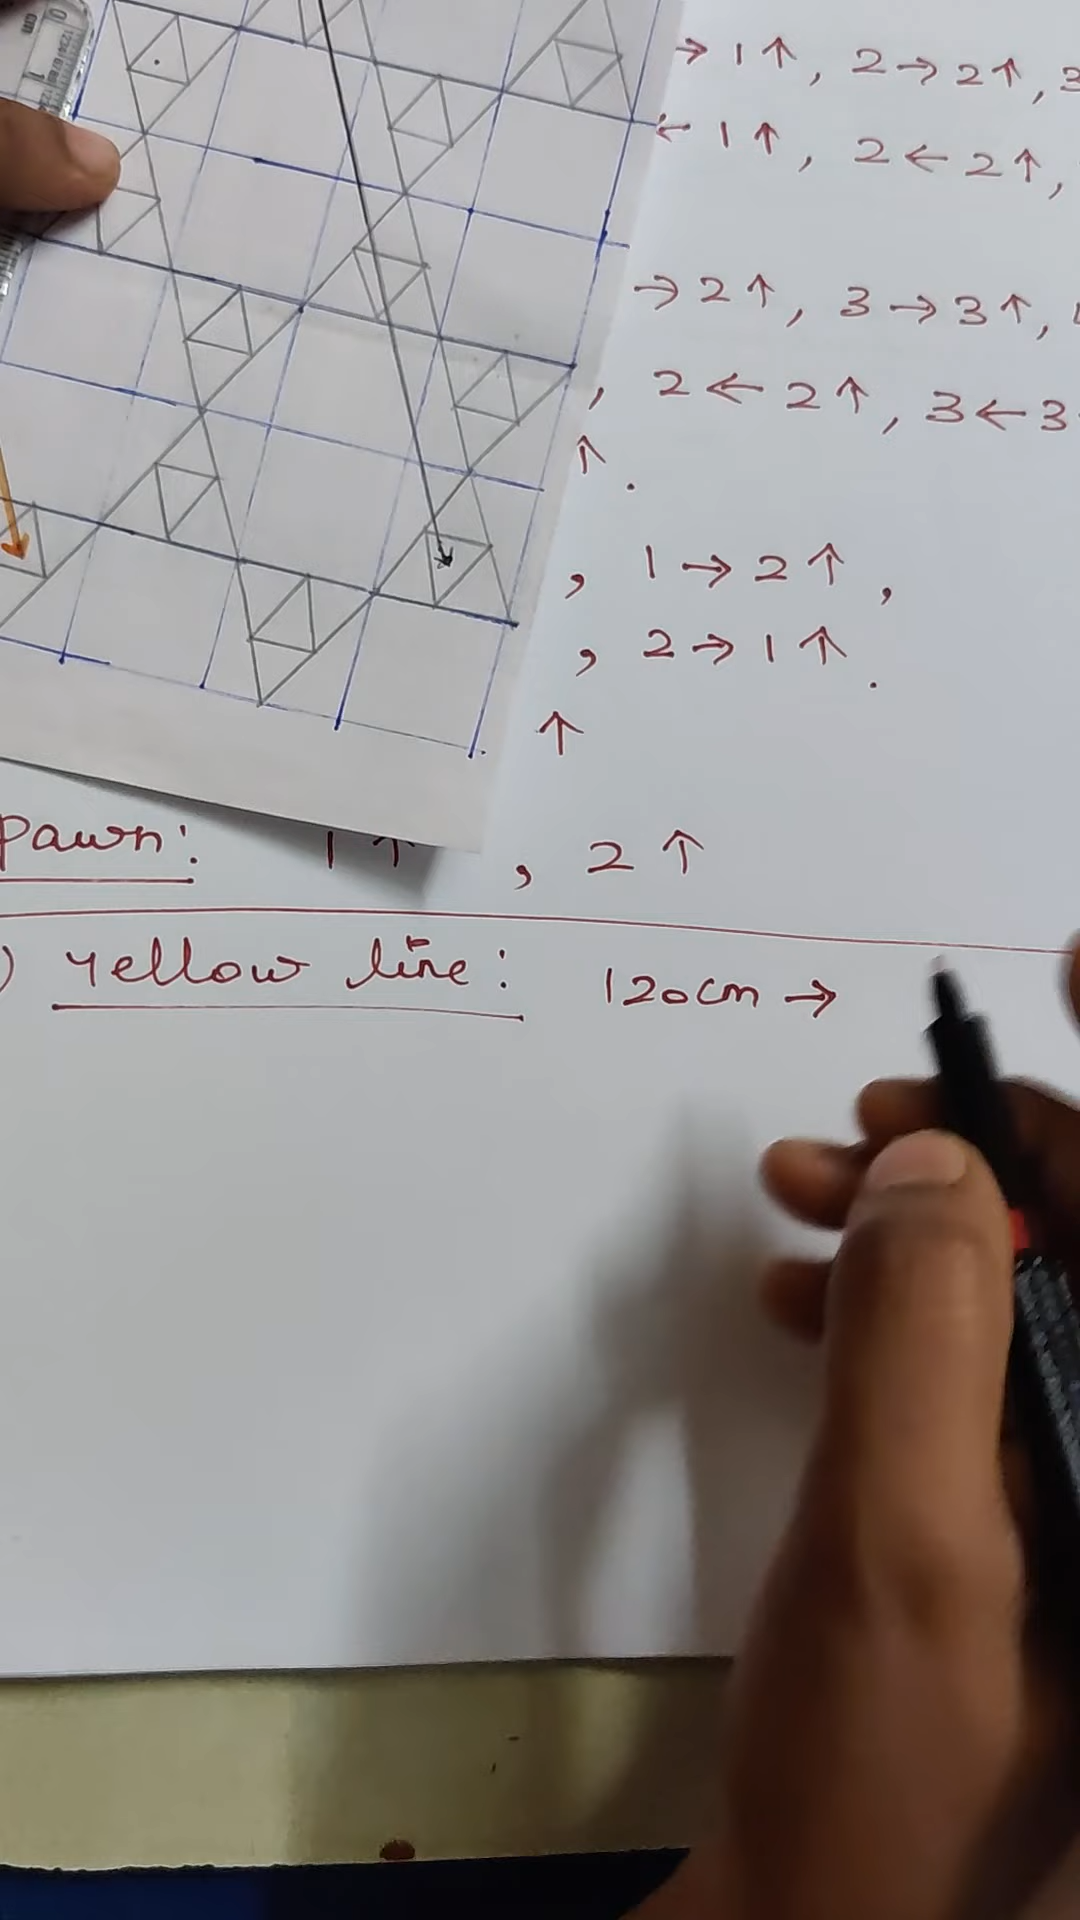 → 1↑, 2→2↑, 3
← 1↑, 2←2↑,
→2↑, 3→3↑,
, 2←2↑, 3←3
↑.
, 1→2↑,
, 2→1↑.
↑
Pawn: 1↑, 2↑
) Yellow line: 120cm →